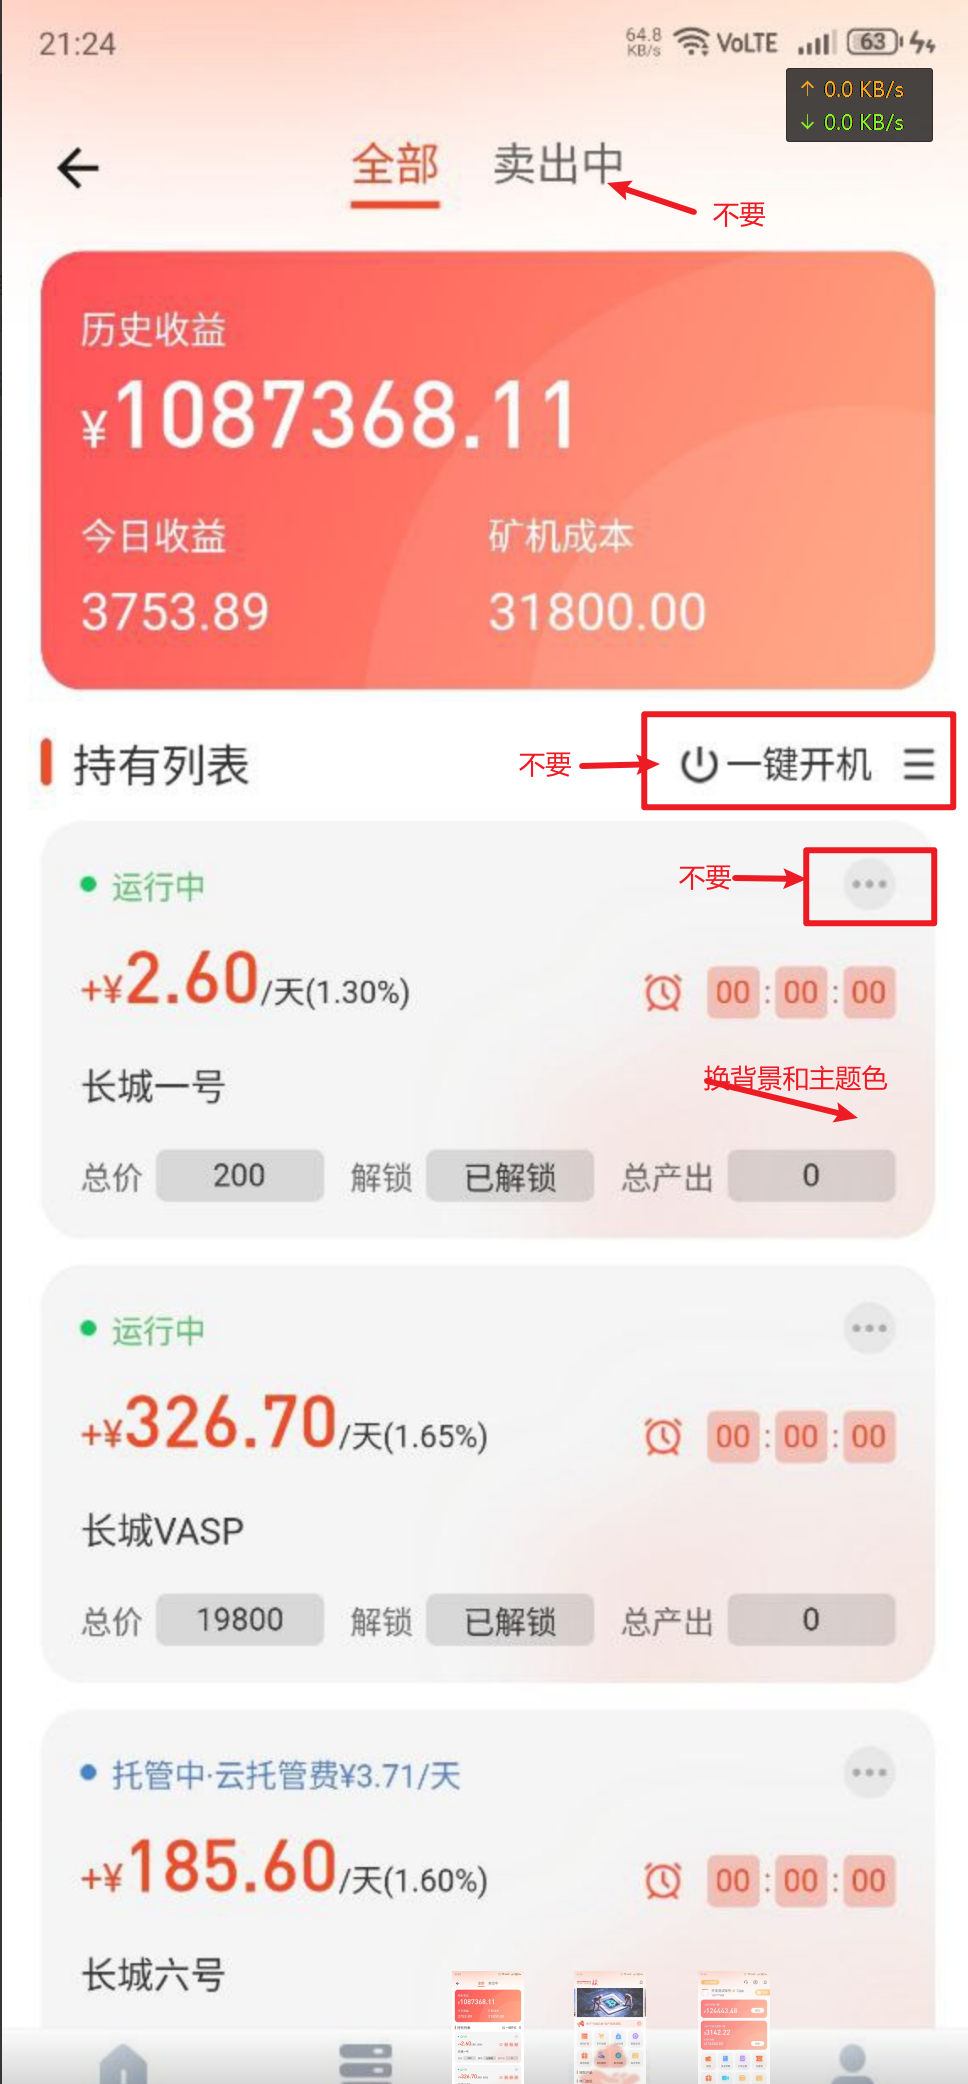 21:24
64.8 KB/s VoLTE 63
↑ 0.0 KB/s
↓ 0.0 KB/s
全部 卖出中
不要
历史收益
¥1087368.11
今日收益 矿机成本
3753.89 31800.00
持有列表 不要 一键开机
运行中 不要
+¥2.60/天(1.30%) 00:00:00
长城一号 换背景和主题色
总价 200 解锁 已解锁 总产出 0
运行中
+¥326.70/天(1.65%) 00:00:00
长城VASP
总价 19800 解锁 已解锁 总产出 0
托管中·云托管费¥3.71/天
+¥185.60/天(1.60%) 00:00:00
长城六号